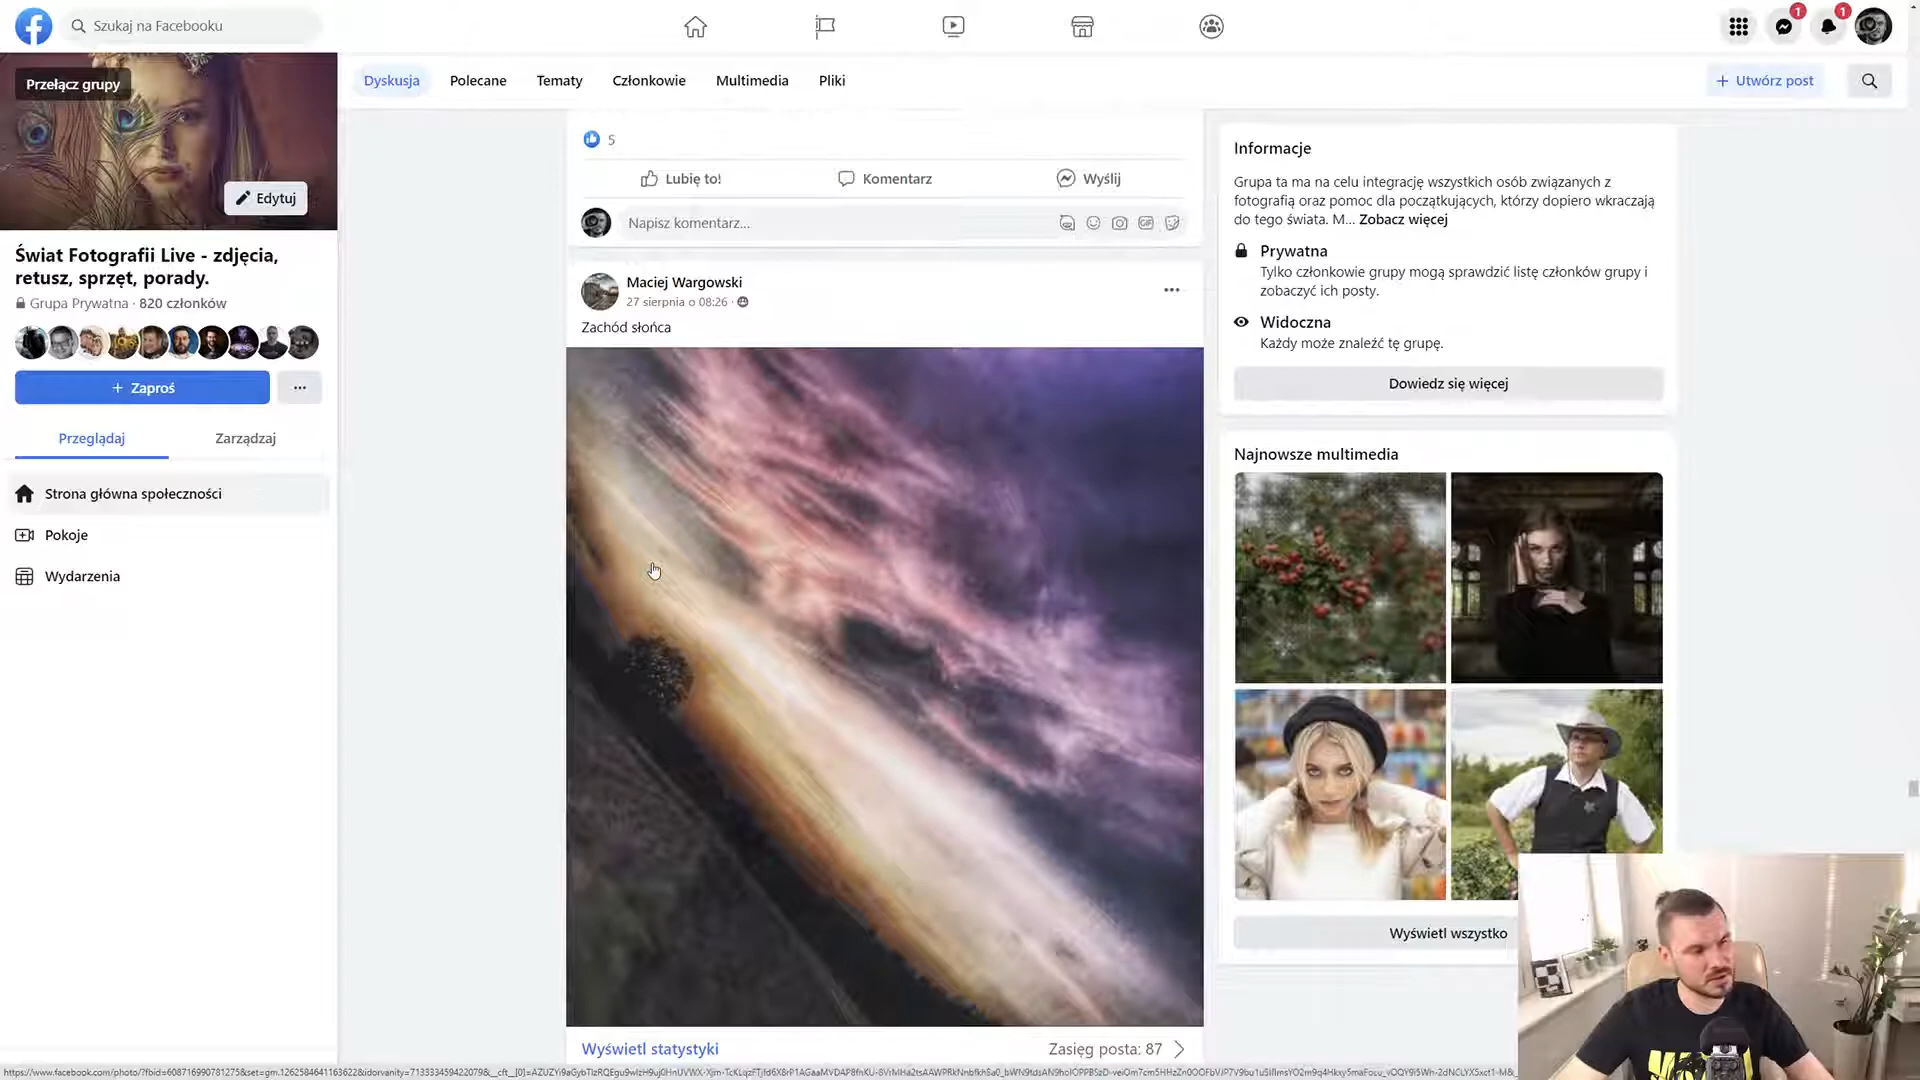 Szukaj na Facebooku
1
1
Przełącz grupy
Edytuj
Świat Fotografii Live - zdjęcia,
retusz, sprzęt, porady.
Grupa Prywatna · 820 członków
+ Zaproś
Przeglądaj
Zarządzaj
Strona główna społeczności
Pokoje
Wydarzenia
Dyskusja
Polecane
Tematy
Członkowie
Multimedia
Pliki
+ Utwórz post
5
Lubię to!
Komentarz
Wyślij
Napisz komentarz...
GIF
Maciej Wargowski
27 sierpnia o 08:26 ·
Zachód słońca
Wyświetl statystyki
Zasięg posta: 87
Informacje
Grupa ta ma na celu integrację wszystkich osób związanych z
fotografią oraz pomoc dla początkujących, którzy dopiero wkraczają
do tego świata. M... Zobacz więcej
Prywatna
Tylko członkowie grupy mogą sprawdzić listę członków grupy i
zobaczyć ich posty.
Widoczna
Każdy może znaleźć tę grupę.
Dowiedz się więcej
Najnowsze multimedia
Wyświetl wszystko